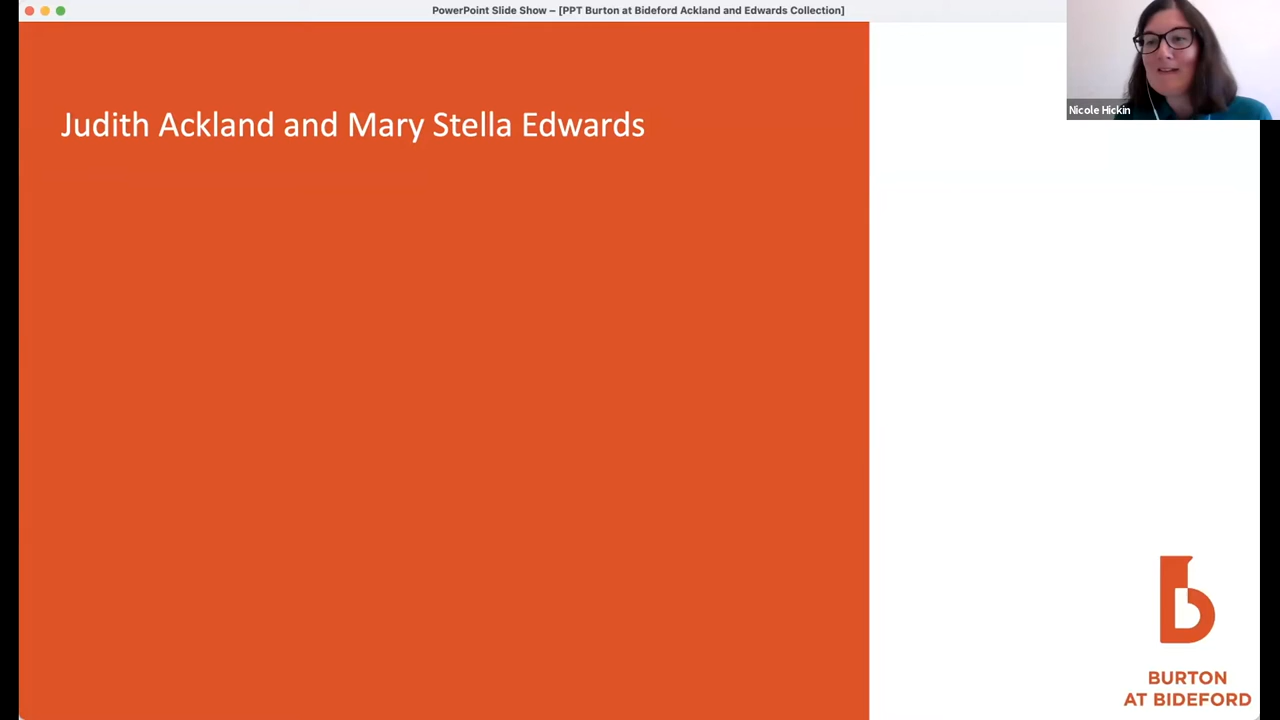 PowerPoint Slide Show – [PPT Burton at Bideford Ackland and Edwards Collection]
Nicole Hickin
Judith Ackland and Mary Stella Edwards
b
BURTON
AT BIDEFORD